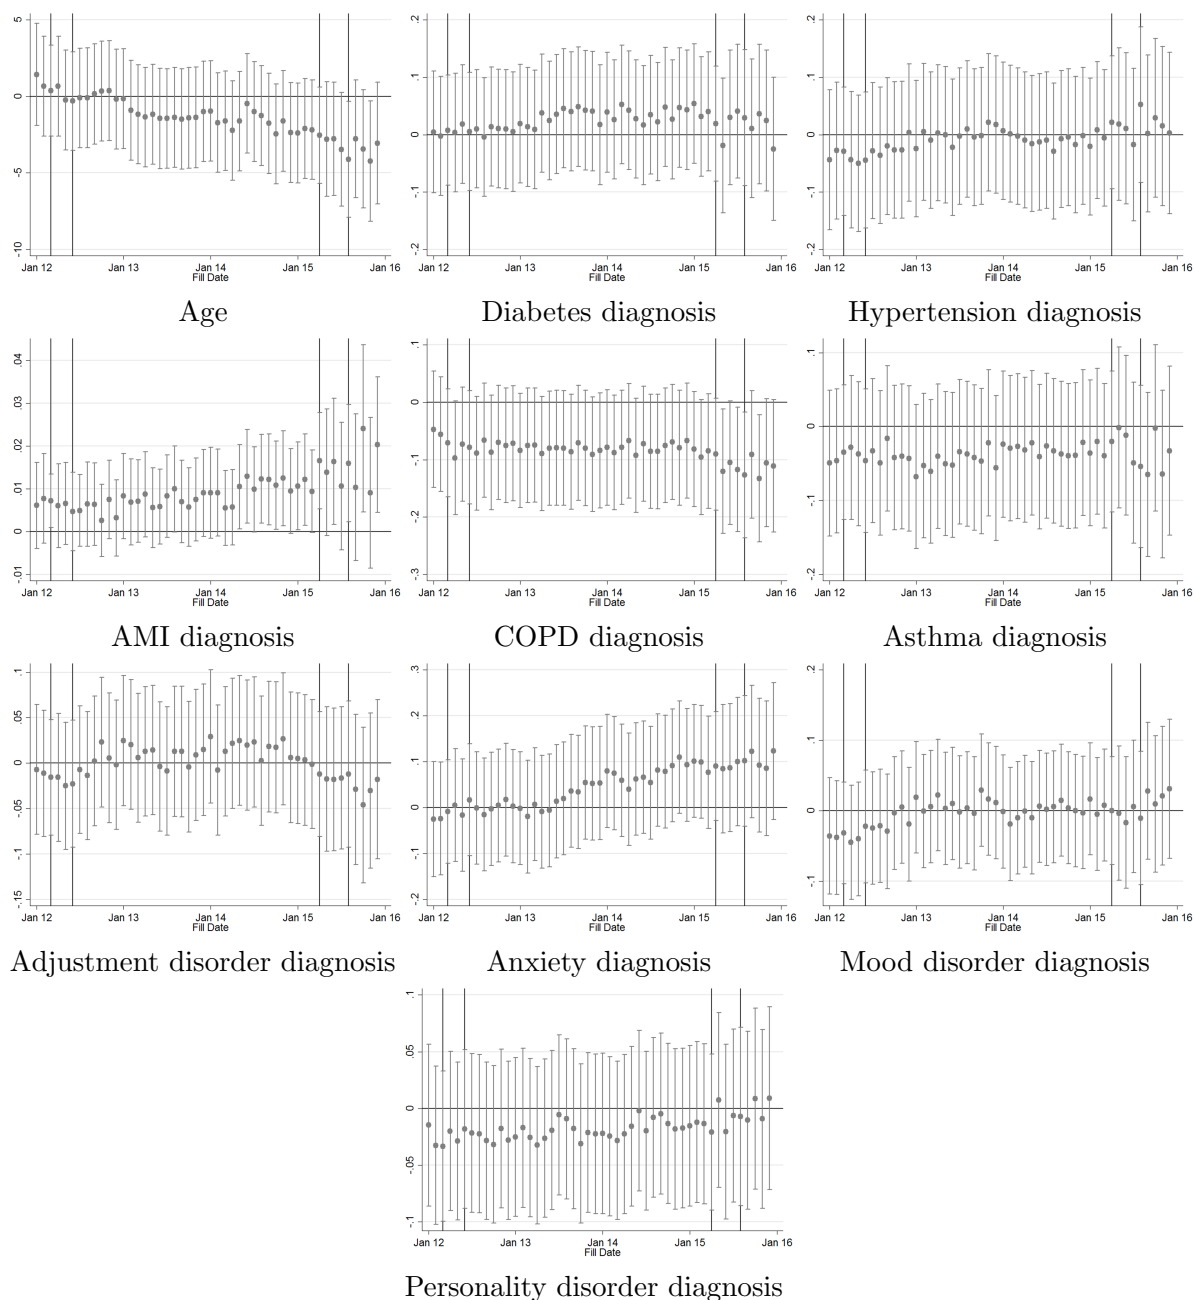 5
0
-5
-10
Jan 12 Jan 13 Jan 14 Jan 15 Jan 16
Fill Date
Age
.2
.1
0
-.1
-.2
Jan 12 Jan 13 Jan 14 Jan 15 Jan 16
Fill Date
Diabetes diagnosis
.2
.1
0
-.1
-.2
Jan 12 Jan 13 Jan 14 Jan 15 Jan 16
Fill Date
Hypertension diagnosis
.04
.03
.02
.01
0
-.01
Jan 12 Jan 13 Jan 14 Jan 15 Jan 16
Fill Date
AMI diagnosis
.1
0
-.1
-.2
-.3
Jan 12 Jan 13 Jan 14 Jan 15 Jan 16
Fill Date
COPD diagnosis
.1
0
-.1
-.2
Jan 12 Jan 13 Jan 14 Jan 15 Jan 16
Fill Date
Asthma diagnosis
.1
.05
0
-.05
-.1
-.15
Jan 12 Jan 13 Jan 14 Jan 15 Jan 16
Fill Date
Adjustment disorder diagnosis
.3
.2
.1
0
-.1
-.2
Jan 12 Jan 13 Jan 14 Jan 15 Jan 16
Fill Date
Anxiety diagnosis
.2
.1
0
-.1
Jan 12 Jan 13 Jan 14 Jan 15 Jan 16
Fill Date
Mood disorder diagnosis
.1
.05
0
-.05
-.1
Jan 12 Jan 13 Jan 14 Jan 15 Jan 16
Fill Date
Personality disorder diagnosis